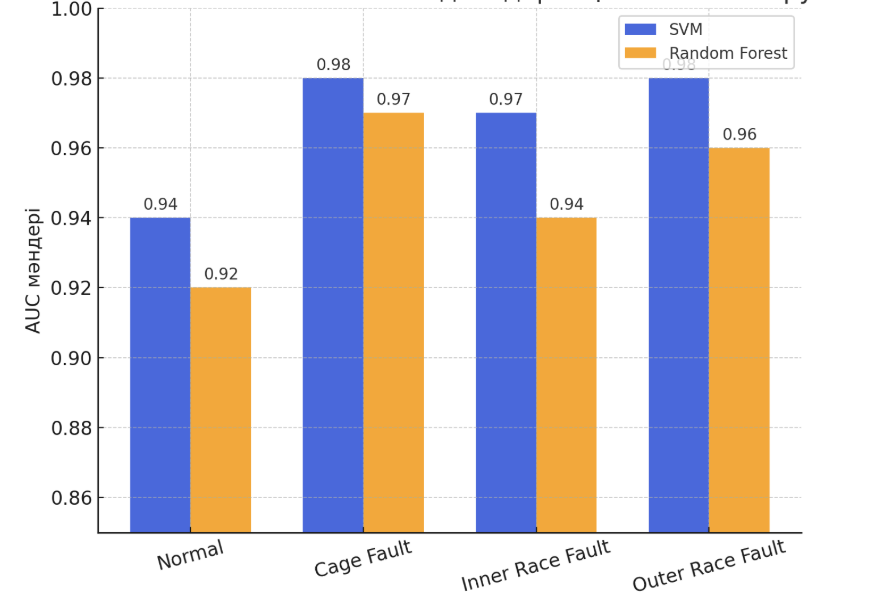 1.00
0.98
0.96
0.94
0.92
0.90
0.88
0.86
AUC мәндері
SVM
Random Forest
0.94
0.92
0.98
0.97
0.97
0.94
0.98
0.96
Normal
Cage Fault
Inner Race Fault
Outer Race Fault